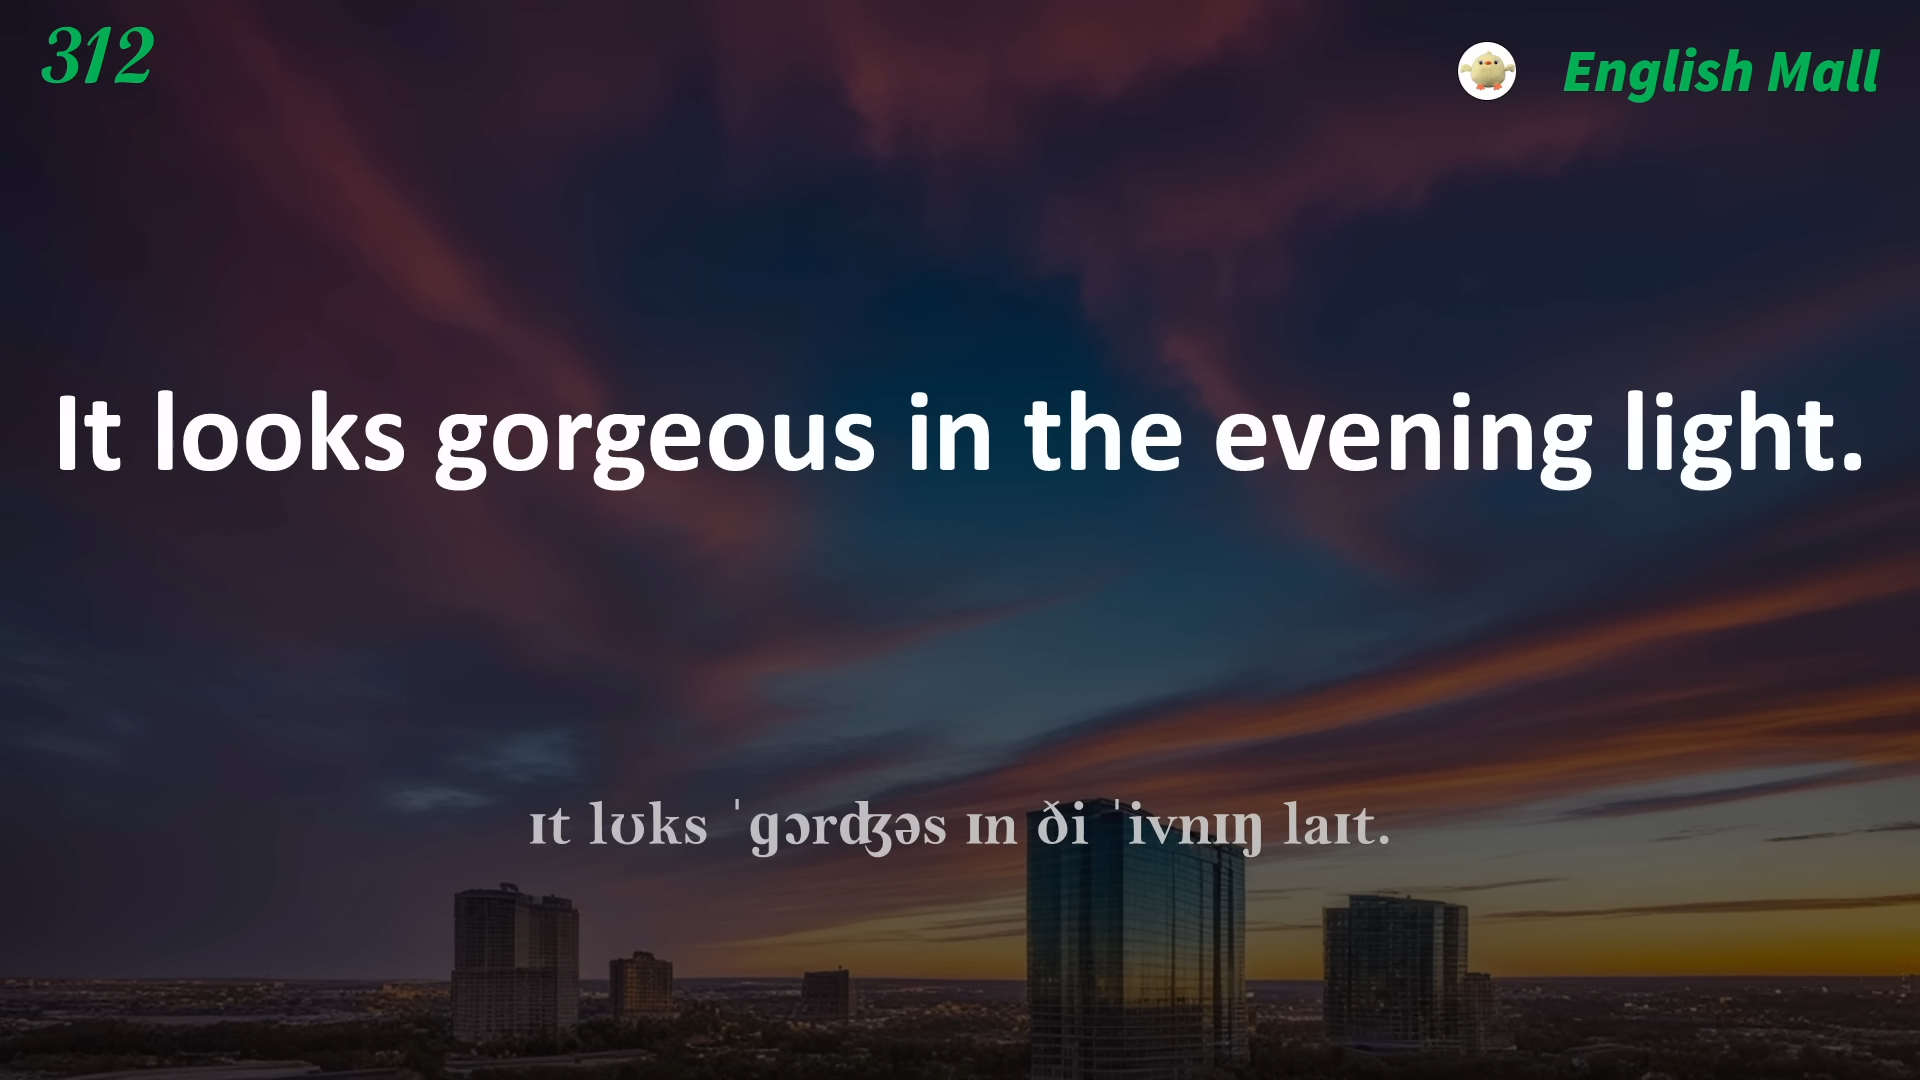 312
English Mall
It looks gorgeous in the evening light.
ɪt lʊks ˈɡɔrʤəs ɪn ði ˈivnɪŋ laɪt.